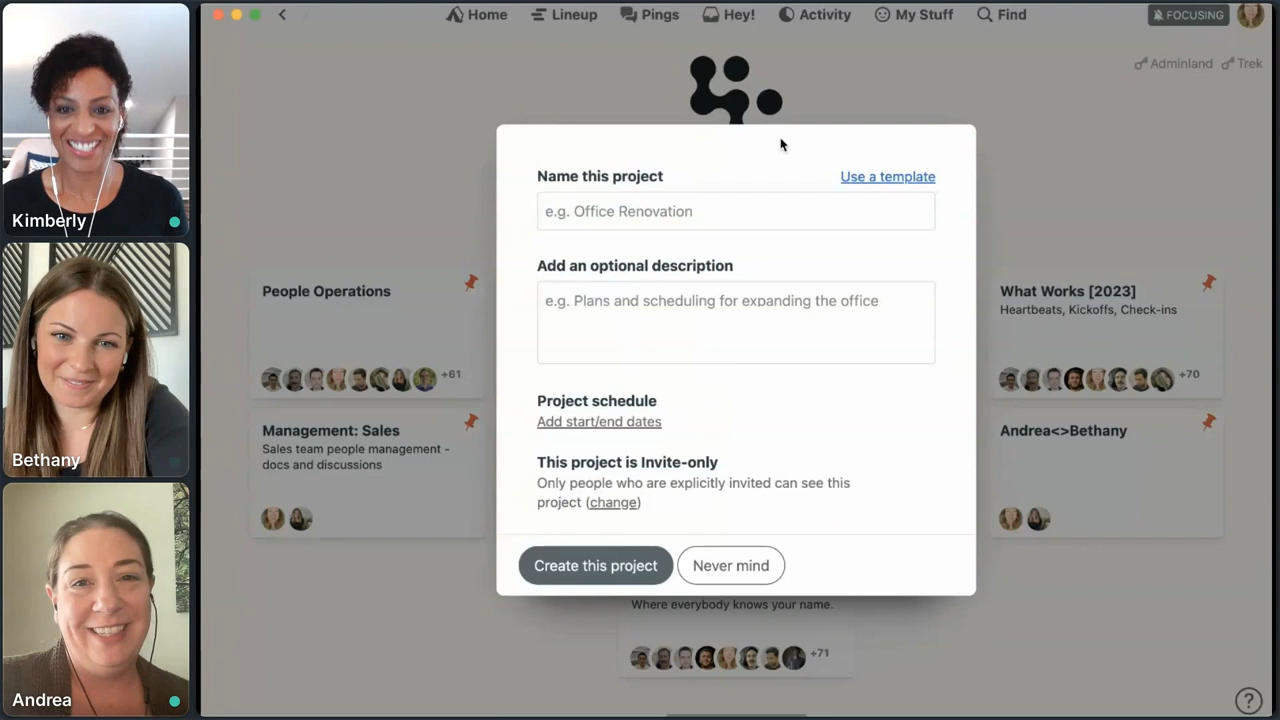 Kimberly
Bethany
Andrea
Home
Lineup
Pings
Hey!
Activity
My Stuff
Find
FOCUSING
Adminland
Trek
Name this project
Use a template
e.g. Office Renovation
Add an optional description
e.g. Plans and scheduling for expanding the office
Project schedule
Add start/end dates
This project is Invite-only
Only people who are explicitly invited can see this
project (change)
Create this project
Never mind
People Operations
+61
Management: Sales
Sales team people management -
docs and discussions
What Works [2023]
Heartbeats, Kickoffs, Check-ins
+70
Andrea<>Bethany
Where everybody knows your name.
+71
?